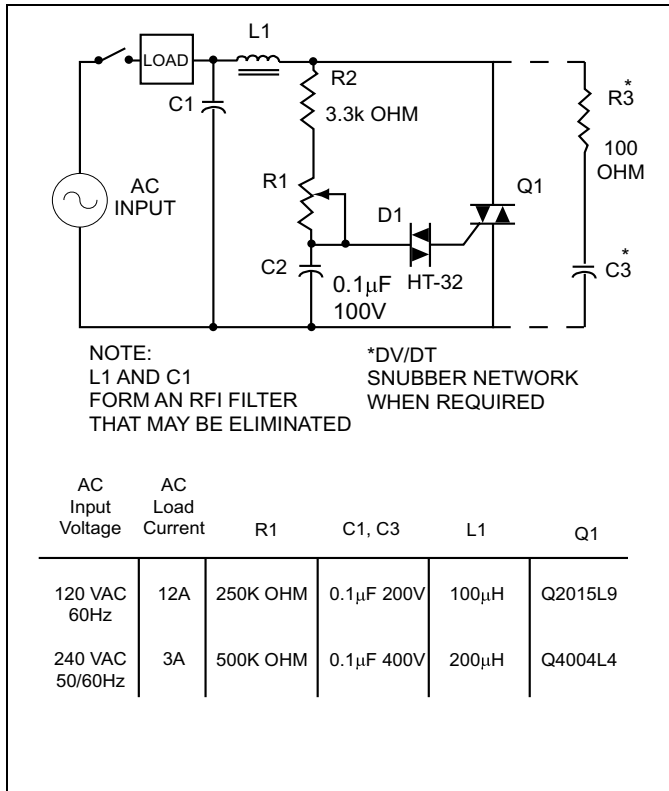 L1
LOAD
C1
R2
3.3k OHM
R3*
100
OHM
AC
INPUT
R1
D1
Q1
C2
0.1μF
100V
HT-32
C3*
NOTE:
L1 AND C1
FORM AN RFI FILTER
THAT MAY BE ELIMINATED
*DV/DT
SNUBBER NETWORK
WHEN REQUIRED
AC
Input
Voltage
AC
Load
Current
R1
C1, C3
L1
Q1
120 VAC
60Hz
12A
250K OHM
0.1μF 200V
100μH
Q2015L9
240 VAC
50/60Hz
3A
500K OHM
0.1μF 400V
200μH
Q4004L4